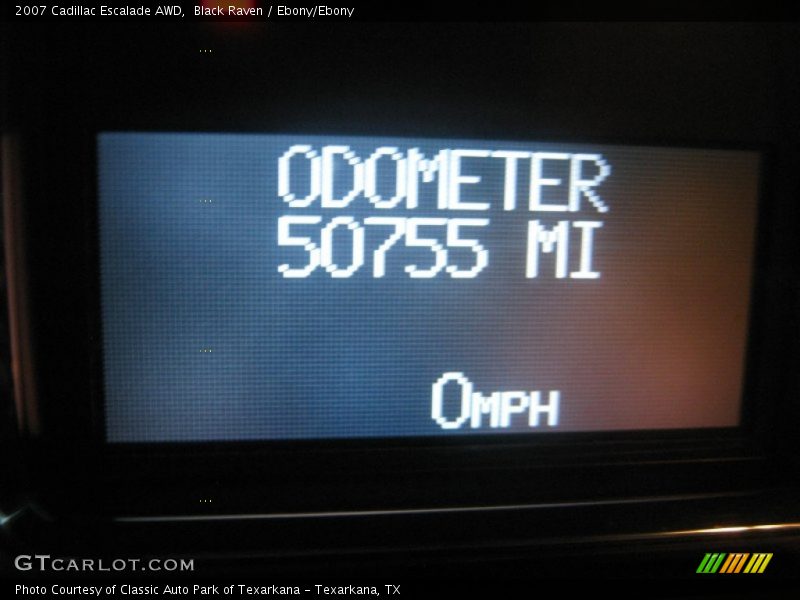 2007 Cadillac Escalade AWD,  Black Raven / Ebony/Ebony
ODOMETER
50755 MI
0MPH
GTCARLOT.COM
Photo Courtesy of Classic Auto Park of Texarkana - Texarkana, TX